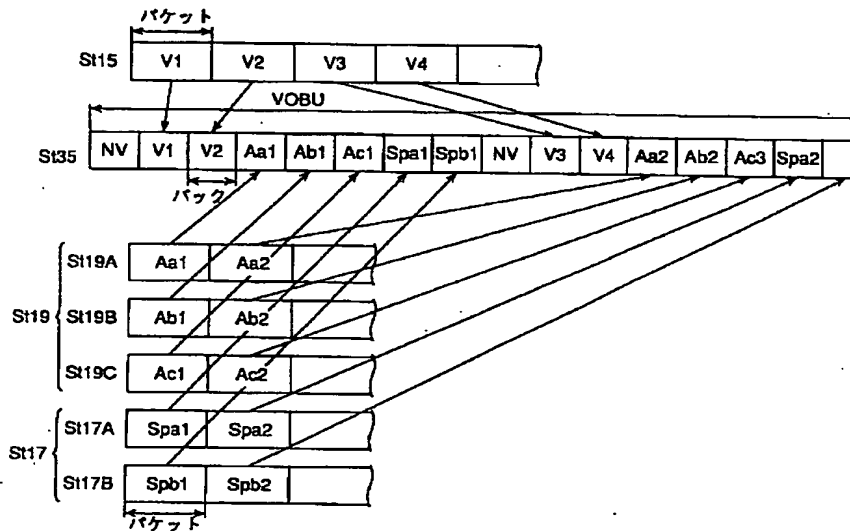 パケット
St15 V1 V2 V3 V4
VOBU
St35 NV V1 V2 Aa1 Ab1 Ac1 Spa1 Spb1 NV V3 V4 Aa2 Ab2 Ac3 Spa2
パック
St19A Aa1 Aa2
St19 St19B Ab1 Ab2
St19C Ac1 Ac2
St17A Spa1 Spa2
St17
St17B Spb1 Spb2
パケット